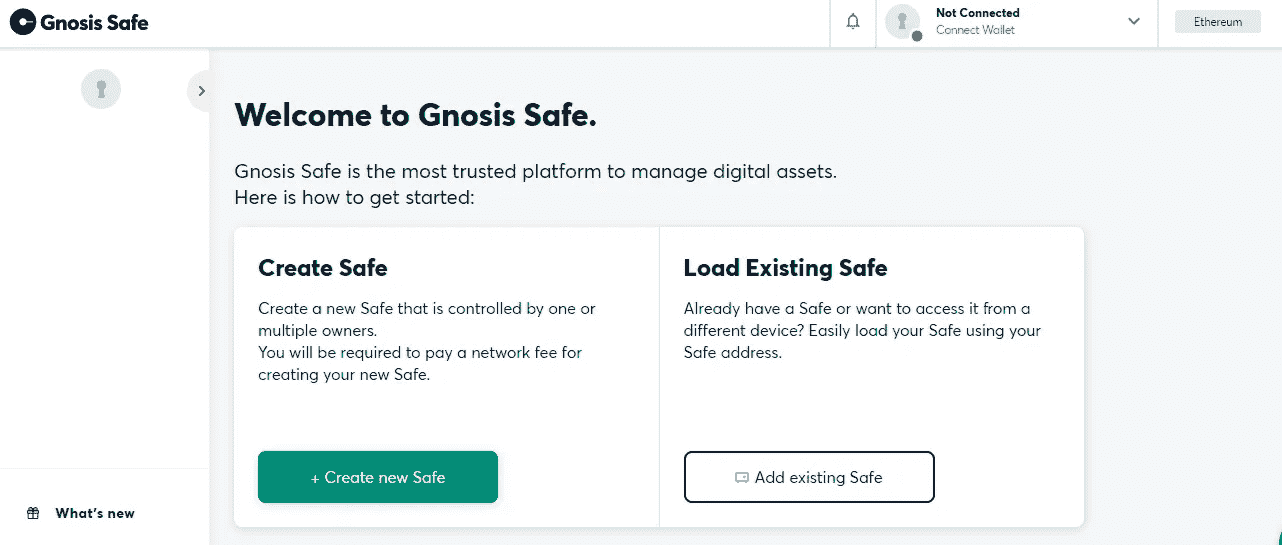 Gnosis Safe
Not Connected
Connect Wallet
Ethereum
Welcome to Gnosis Safe.
Gnosis Safe is the most trusted platform to manage digital assets.
Here is how to get started:
Create Safe
Create a new Safe that is controlled by one or
multiple owners.
You will be required to pay a network fee for
creating your new Safe.
+ Create new Safe
Load Existing Safe
Already have a Safe or want to access it from a
different device? Easily load your Safe using your
Safe address.
Add existing Safe
What's new